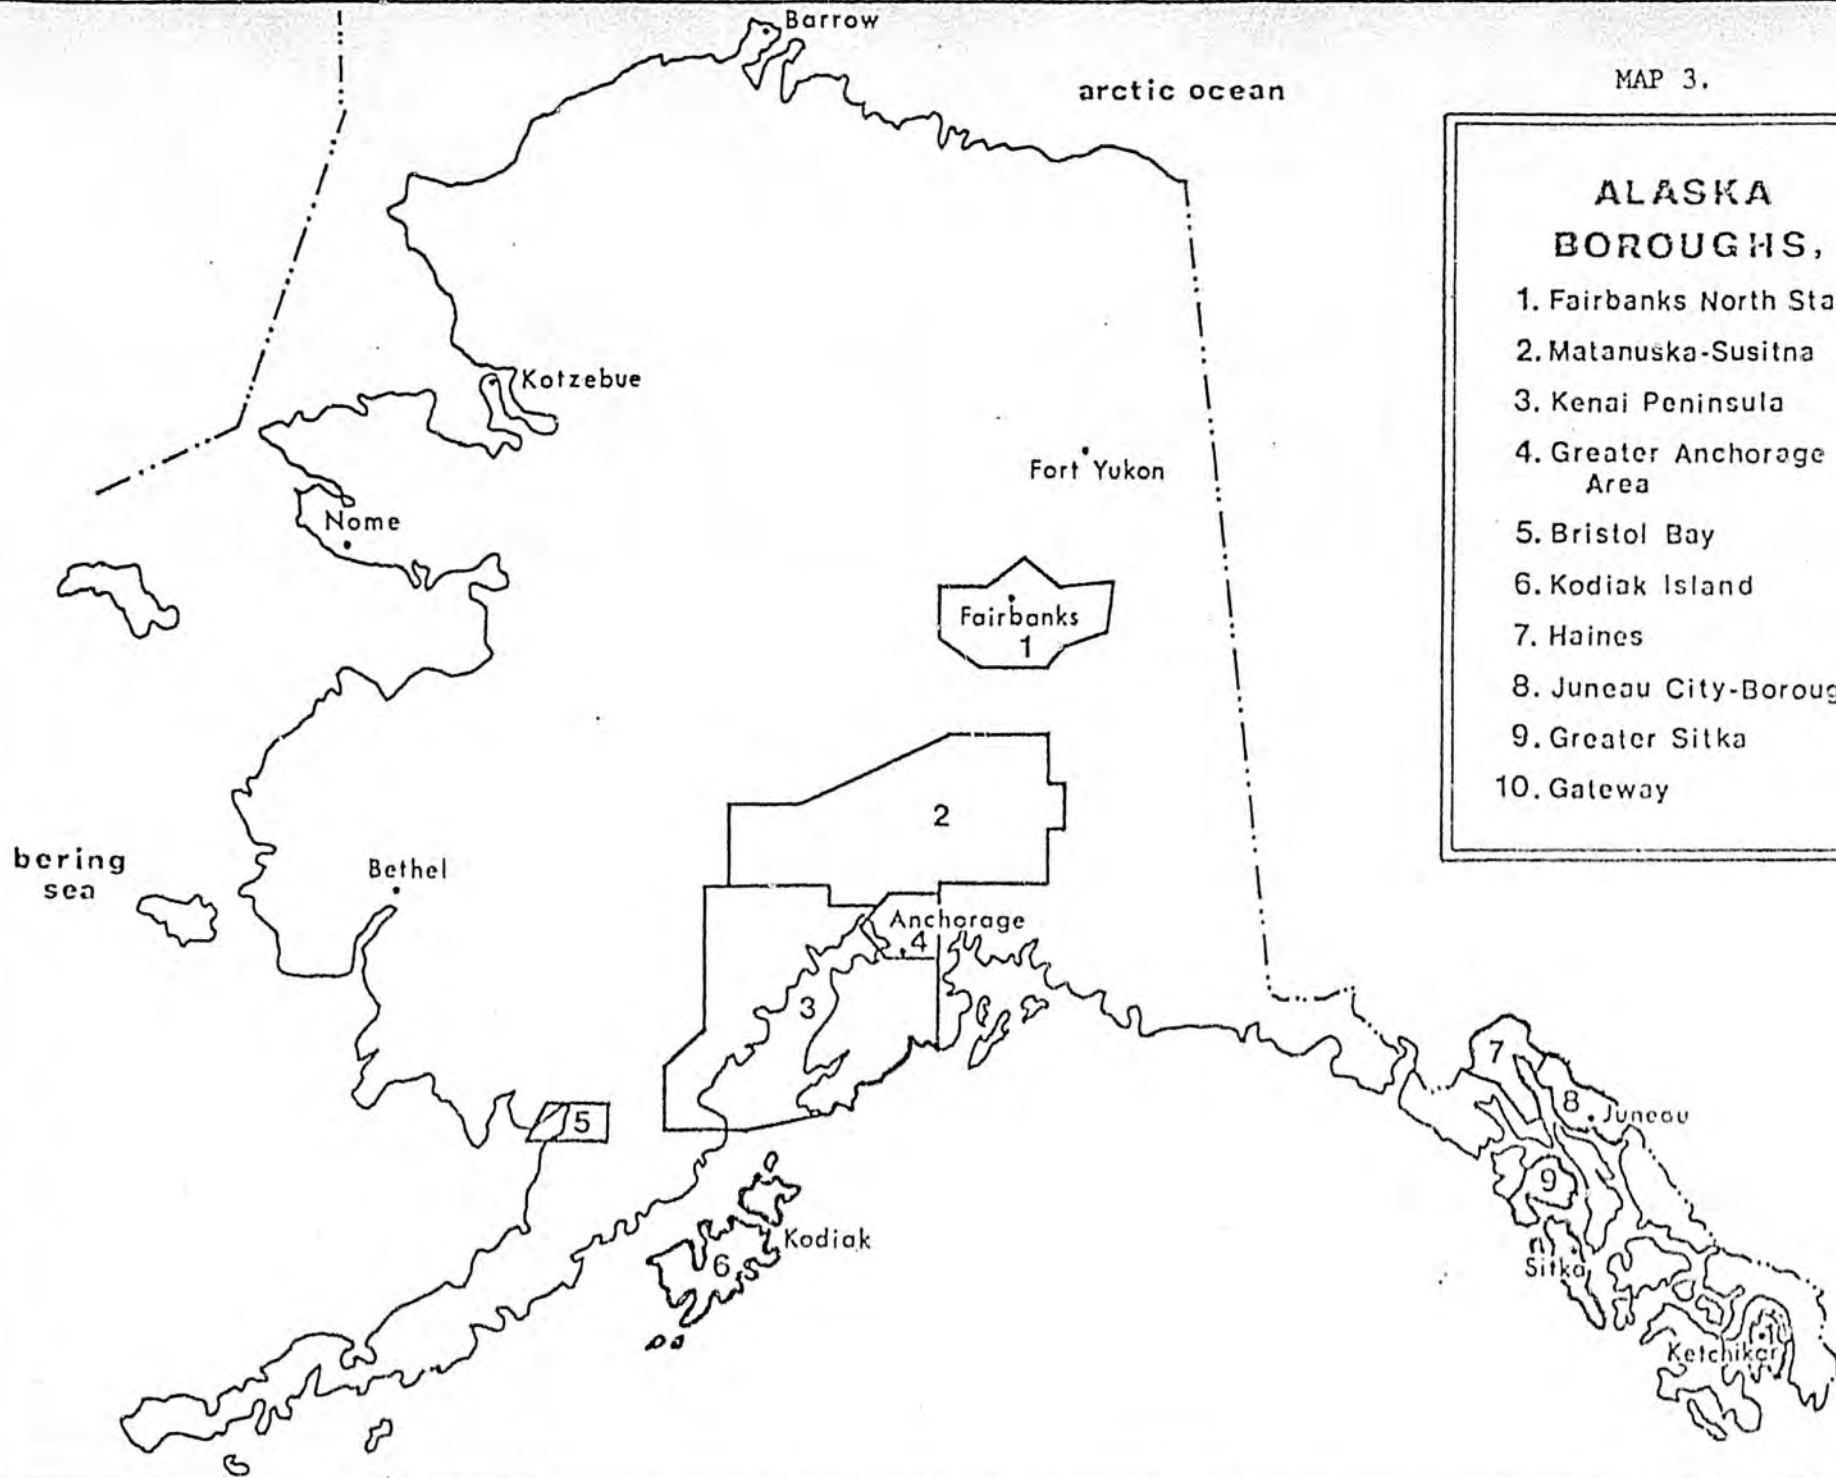 MAP 3.
ALASKA
BOROUGHS,
1. Fairbanks North Sta
2. Matanuska-Susitna
3. Kenai Peninsula
4. Greater Anchorage
Area
5. Bristol Bay
6. Kodiak Island
7. Haines
8. Juneau City-Boroug
9. Greater Sitka
10. Gateway
Barrow
arctic ocean
Kotzebue
Fort Yukon
Nome
Fairbanks
1
2
bering
sea
Bethel
Anchorage
4
3
7
8
Juneau
5
9
Kodiak
6
Sitka
Ketchikan